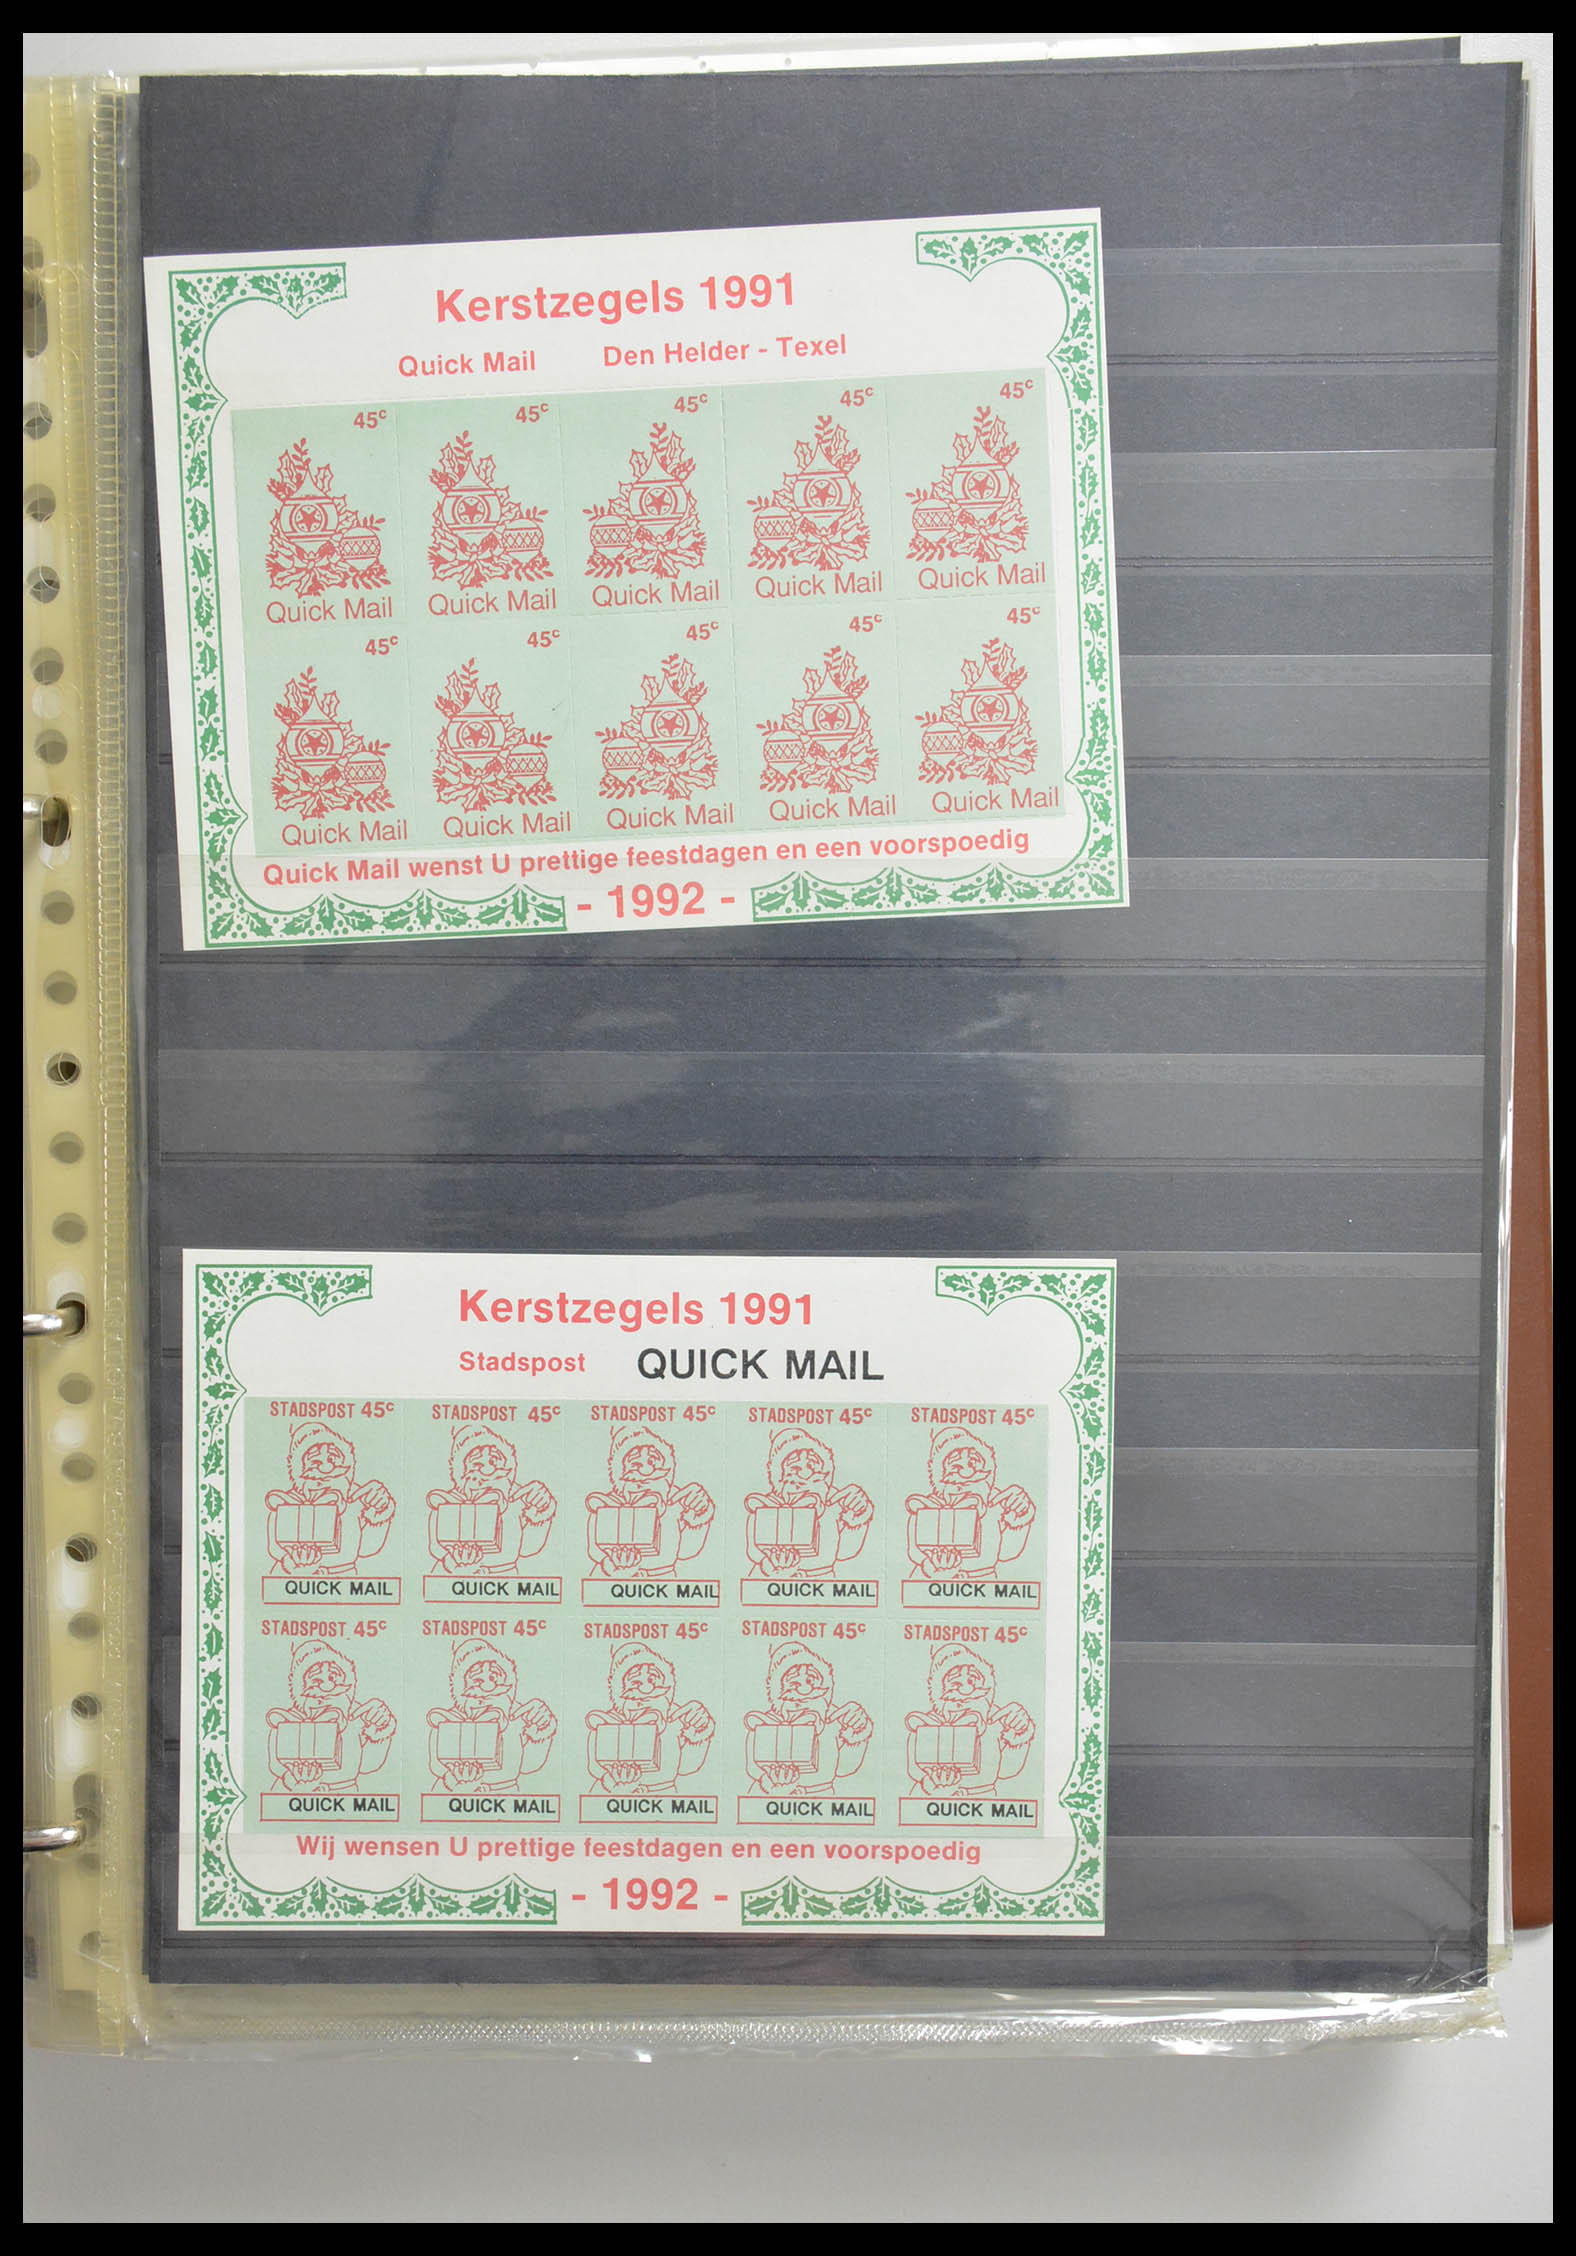 Kerstzegels 1991
Quick Mail Den Helder - Texel
45c 45c 45c 45c 45c
Quick Mail Quick Mail Quick Mail Quick Mail Quick Mail
45c 45c 45c 45c 45c
Quick Mail Quick Mail Quick Mail Quick Mail Quick Mail
Quick Mail wenst U prettige feestdagen en een voorspoedig
- 1992 -
Kerstzegels 1991
Stadspost QUICK MAIL
STADSPOST 45c STADSPOST 45c STADSPOST 45c STADSPOST 45c STADSPOST 45c
QUICK MAIL QUICK MAIL QUICK MAIL QUICK MAIL QUICK MAIL
STADSPOST 45c STADSPOST 45c STADSPOST 45c STADSPOST 45c STADSPOST 45c
QUICK MAIL QUICK MAIL QUICK MAIL QUICK MAIL QUICK MAIL
Wij wensen U prettige feestdagen en een voorspoedig
- 1992 -